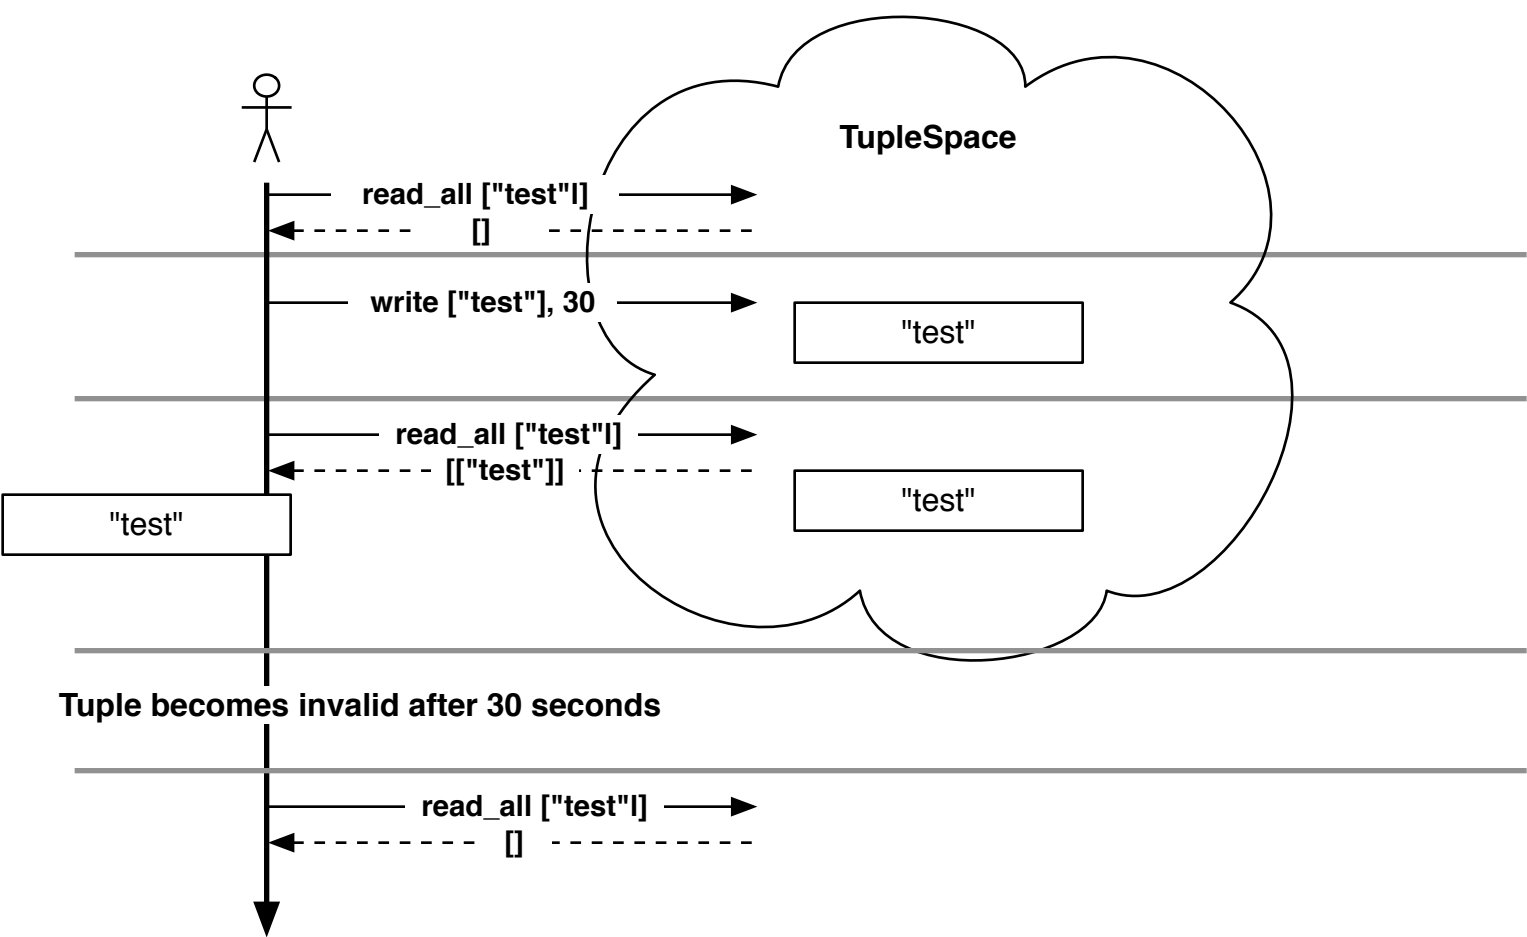 TupleSpace
read_all ["test"l]
[]
write ["test"], 30
"test"
read_all ["test"l]
[["test"]]
"test"
"test"
Tuple becomes invalid after 30 seconds
read_all ["test"l]
[]